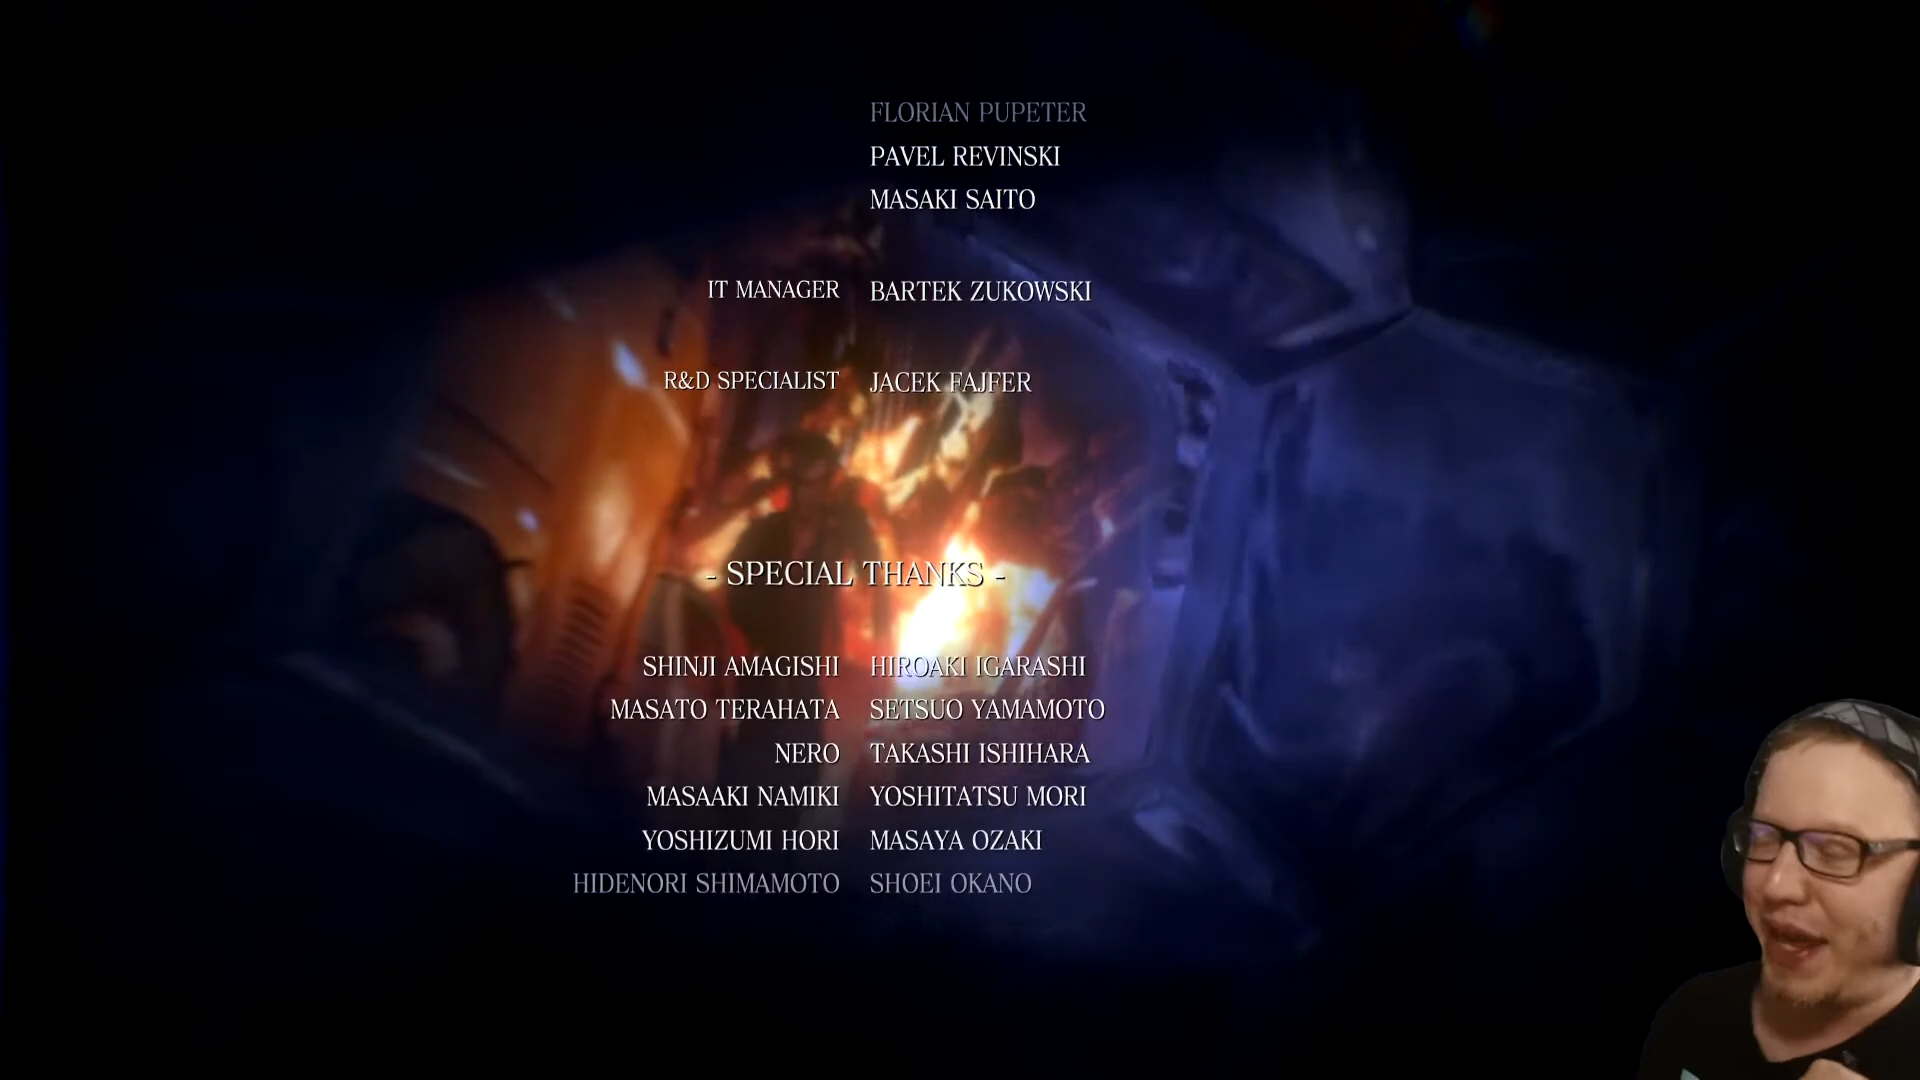 FLORIAN PUPETER
PAVEL REVINSKI
MASAKI SAITO
IT MANAGER BARTEK ZUKOWSKI
R&D SPECIALIST JACEK FAJFER
- SPECIAL THANKS -
SHINJI AMAGISHI HIROAKI IGARASHI
MASATO TERAHATA SETSUO YAMAMOTO
NERO TAKASHI ISHIHARA
MASAAKI NAMIKI YOSHITATSU MORI
YOSHIZUMI HORI MASAYA OZAKI
HIDENORI SHIMAMOTO SHOEI OKANO